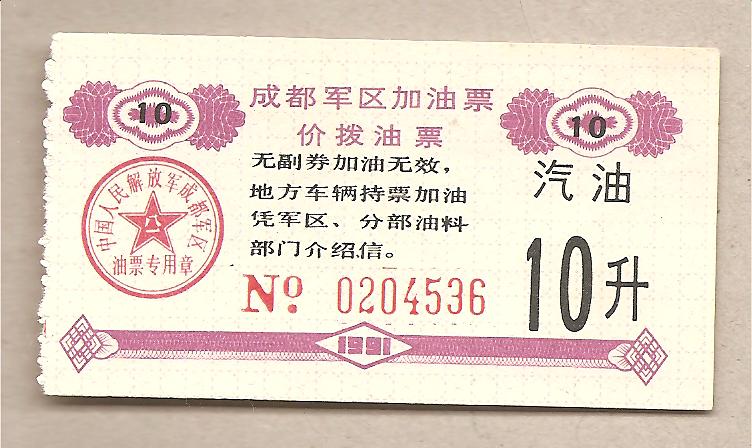 10
成都军区加油票
10
价拨油票
无副券加油无效，
地方车辆持票加油
凭军区、分部油料
部门介绍信。
汽油
10升
中国人民解放军成都军区
八一
油票专用章
No. 0204536
1991